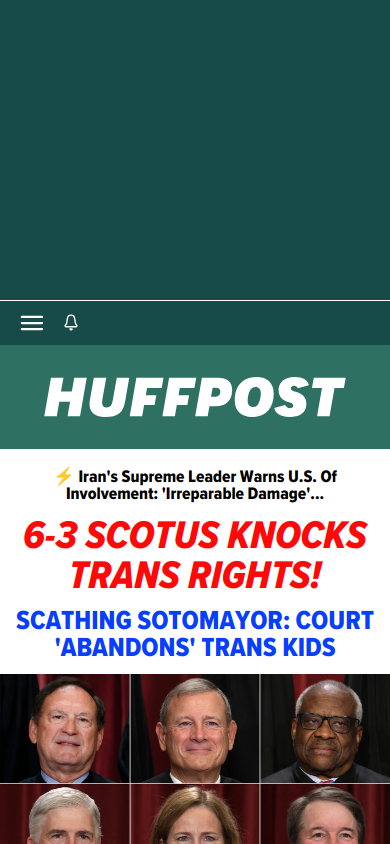 HUFFPOST
⚡ Iran's Supreme Leader Warns U.S. Of
Involvement: 'Irreparable Damage'...
6-3 SCOTUS KNOCKS
TRANS RIGHTS!
SCATHING SOTOMAYOR: COURT
'ABANDONS' TRANS KIDS